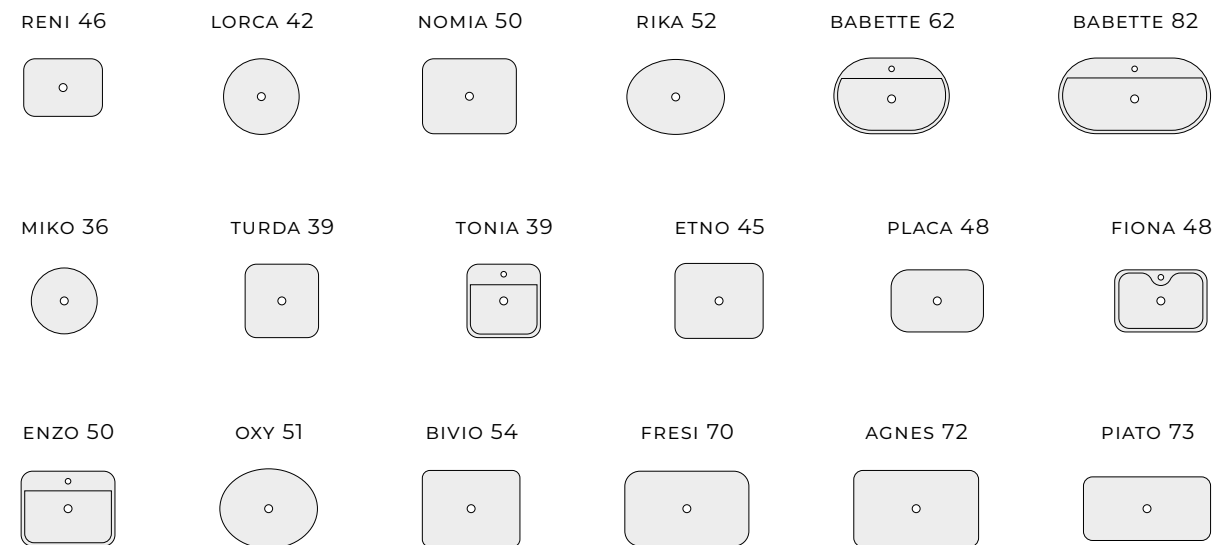 RENI 46
LORCA 42
NOMIA 50
RIKA 52
BABETTE 62
BABETTE 82
MIKO 36
TURDA 39
TONIA 39
ETNO 45
PLACA 48
FIONA 48
ENZO 50
OXY 51
BIVIO 54
FRESI 70
AGNES 72
PIATO 73